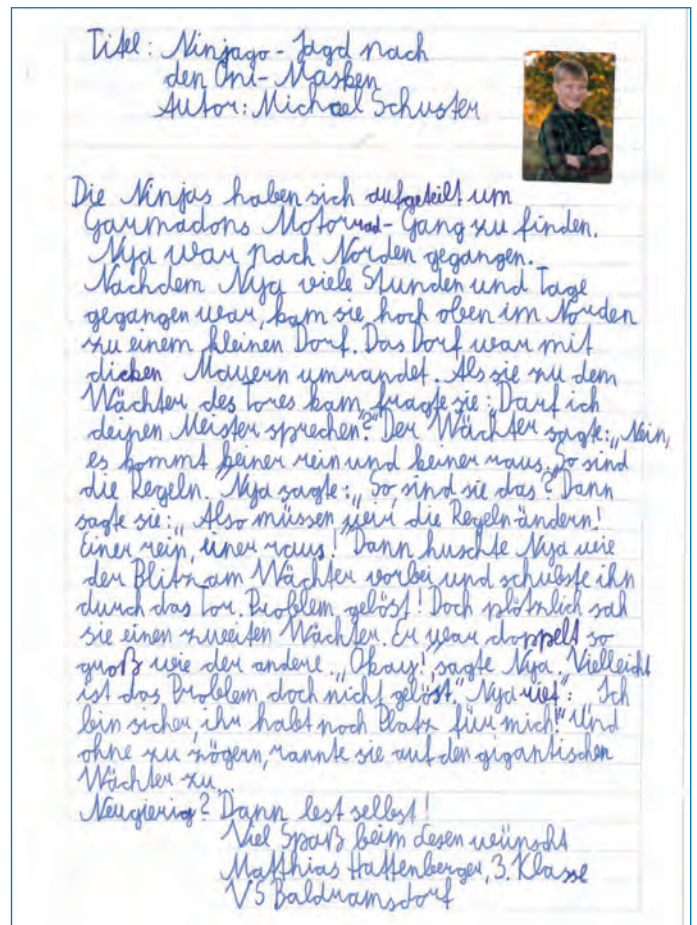 Titel: Ninjago - Jagd nach
den Oni-Masken
Autor: Michael Schuster
Die Ninjas haben sich aufgeteilt um
Garmadons Motorrad-Gang zu finden.
Nya war nach Norden gegangen.
Nachdem Nya viele Stunden und Tage
gegangen war, kam sie hoch oben im Norden
zu einem kleinen Dorf. Das Dorf war mit
dicken Mauern umrandet. Als sie zu dem
Wächter des Tores kam, fragte sie: „Darf ich
deinen Meister sprechen?" Der Wächter sagte: „Nein,
es kommt keiner rein und keiner raus. So sind
die Regeln." Nya sagte: „So, sind sie das? Dann
sagte sie: „Also müssen wir die Regeln ändern!
Einer rein, einer raus!" Dann huschte Nya wie
der Blitz am Wächter vorbei und schubste ihn
durch das Tor. Problem gelöst! Doch plötzlich sah
sie einen zweiten Wächter. Er war doppelt so
groß wie der andere. „Okay!, sagte Nya. Vielleicht
ist das Problem doch nicht gelöst." Nya rief: „Ich
bin sicher, ihr habt noch Platz für mich!" Und
ohne zu zögern, rannte sie auf den gigantischen
Wächter zu...
Neugierig? Dann lest selbst!
Viel Spaß beim Lesen wünscht
Matthias Hattenberger, 3. Klasse
VS Baldramsdorf